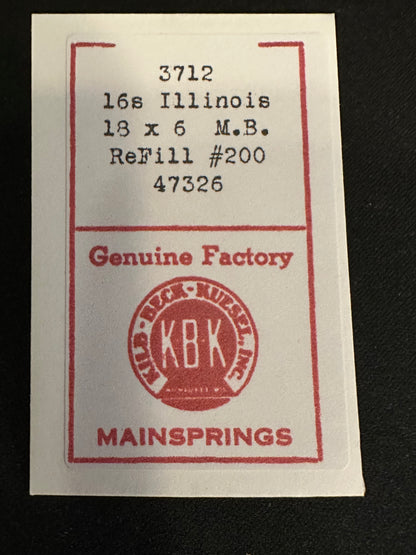 3712
16s Illinois
18 x 6 M.B.
ReFill #200
47326
Genuine Factory
KILB · BECK · KUESEL, INC.
K·B·K
MAINSPRINGS